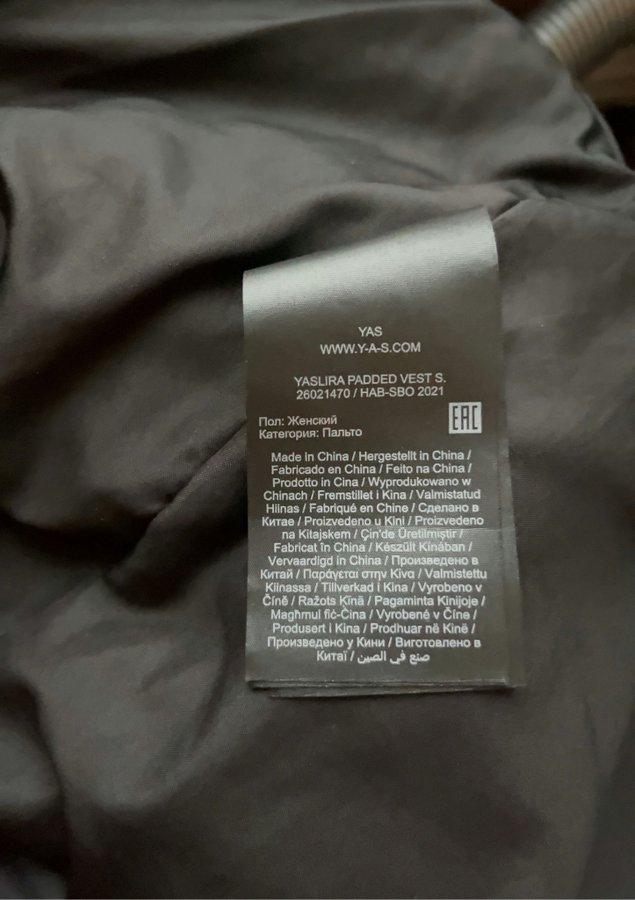 YAS
WWW.Y-A-S.COM
YASLIRA PADDED VEST S.
26021470 / HAB-SBO 2021
Пол: Женский
Категория: Пальто
EAC
Made in China / Hergestellt in China /
Fabricado en China / Feito na China /
Prodotto in Cina / Wyprodukowano w
Chinach / Fremstillet i Kina / Valmistatud
Hiinas / Fabriqué en Chine / Сделано в
Китае / Proizvedeno u Kini / Proizvedeno
na Kitajskem / Çin'de Üretilmiştir /
Fabricat în China / Készült Kínában /
Vervaardigd in China / Произведено в
Китай / Παράγεται στην Κίνα / Valmistettu
Kiinassa / Tillverkad i Kina / Vyrobeno v
Číně / Ražots Ķīnā / Pagaminta Kinijoje /
Magħmul fiċ-Ċina / Vyrobené v Číne /
Produsert i Kina / Prodhuar në Kinë /
Произведено у Кини / Виготовлено в
Китаї / صنع في الصين